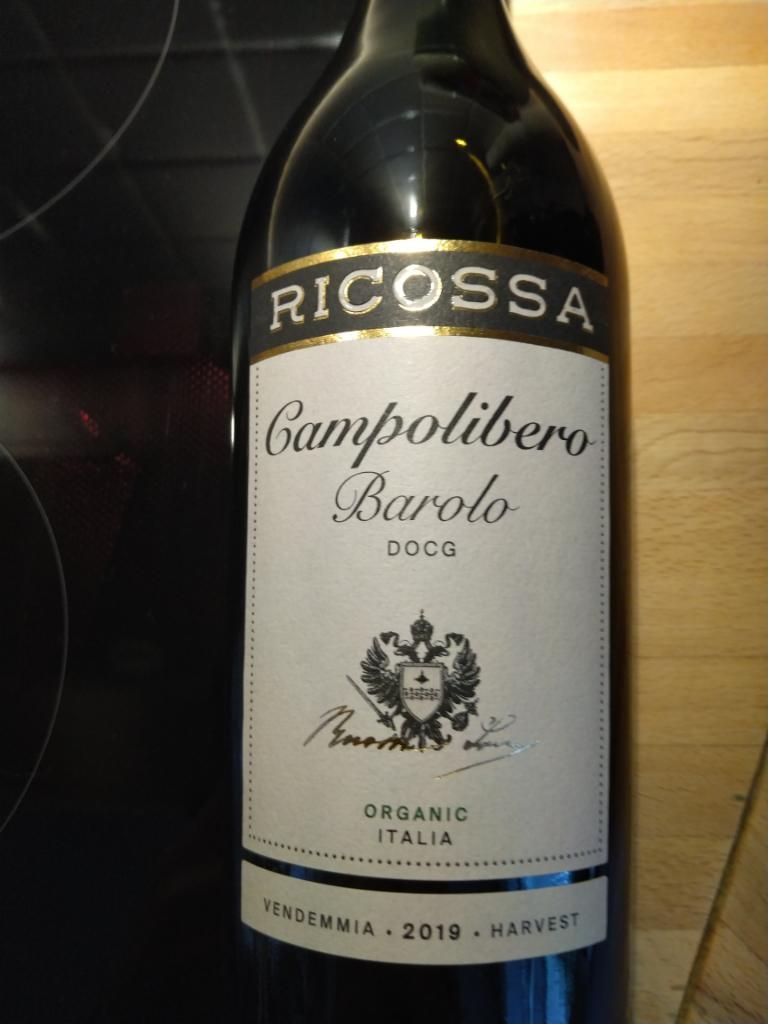 RICOSSA
Campolibero
Barolo
DOCG
ORGANIC
ITALIA
VENDEMMIA • 2019 • HARVEST